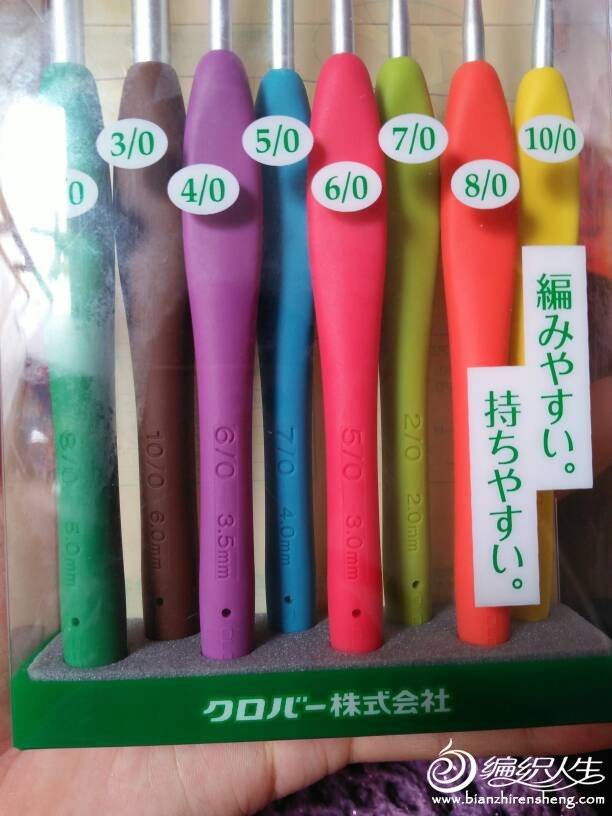 3/0
4/0
5/0
6/0
7/0
8/0
10/0
/0
編みやすい。
持ちやすい。
8/0 5.0mm
10/0 6.0mm
6/0 3.5mm
7/0 4.0mm
5/0 3.0mm
2/0 2.0mm
クロバー株式会社
编织人生
www.bianzhirensheng.com